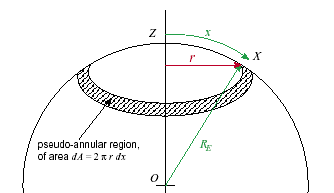 Z
x
X
r
pseudo-annular region,
of area dA = 2 π r dx
R_E
O